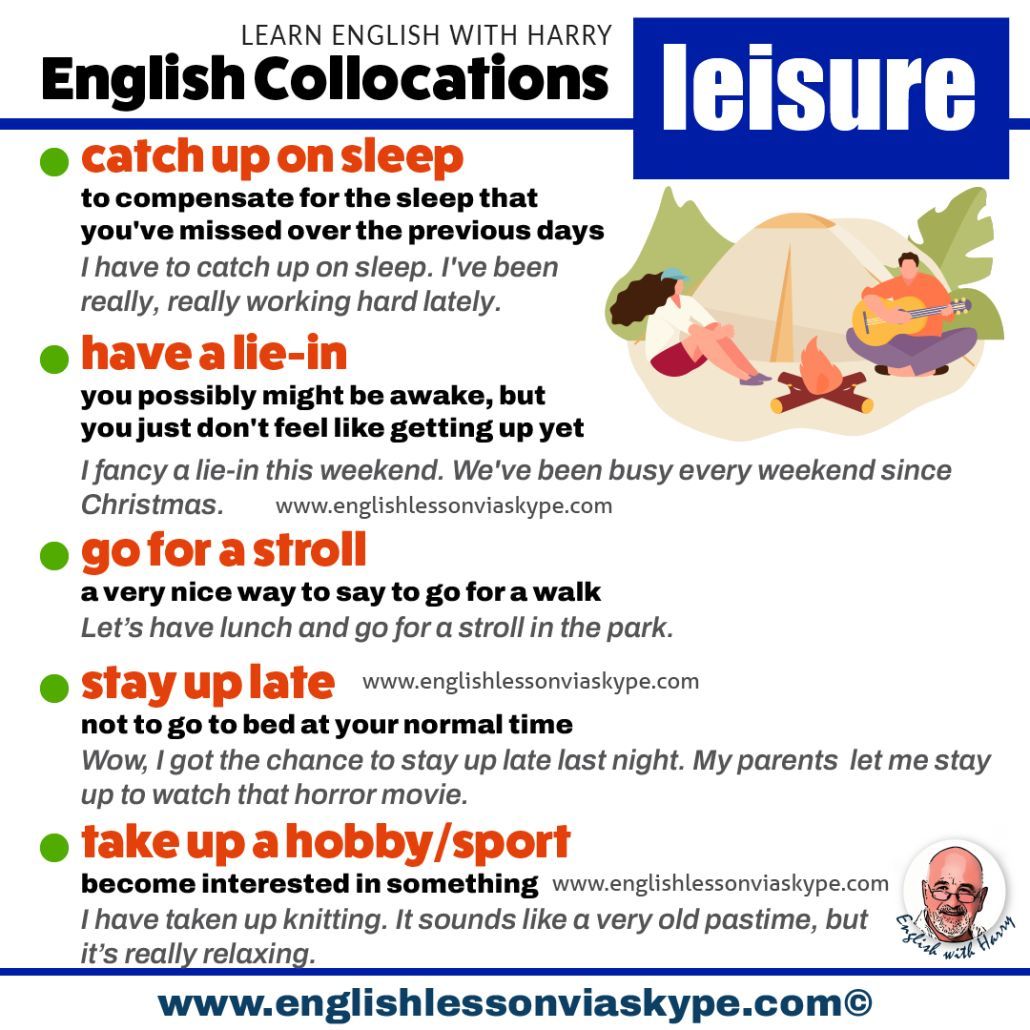 LEARN ENGLISH WITH HARRY
English Collocations
leisure
catch up on sleep
to compensate for the sleep that
you've missed over the previous days
I have to catch up on sleep. I've been
really, really working hard lately.
have a lie-in
you possibly might be awake, but
you just don't feel like getting up yet
I fancy a lie-in this weekend. We've been busy every weekend since
Christmas. www.englishlessonviaskype.com
go for a stroll
a very nice way to say to go for a walk
Let’s have lunch and go for a stroll in the park.
stay up late www.englishlessonviaskype.com
not to go to bed at your normal time
Wow, I got the chance to stay up late last night. My parents let me stay
up to watch that horror movie.
take up a hobby/sport
become interested in something www.englishlessonviaskype.com
I have taken up knitting. It sounds like a very old pastime, but
it’s really relaxing.
English with Harry
www.englishlessonviaskype.com©